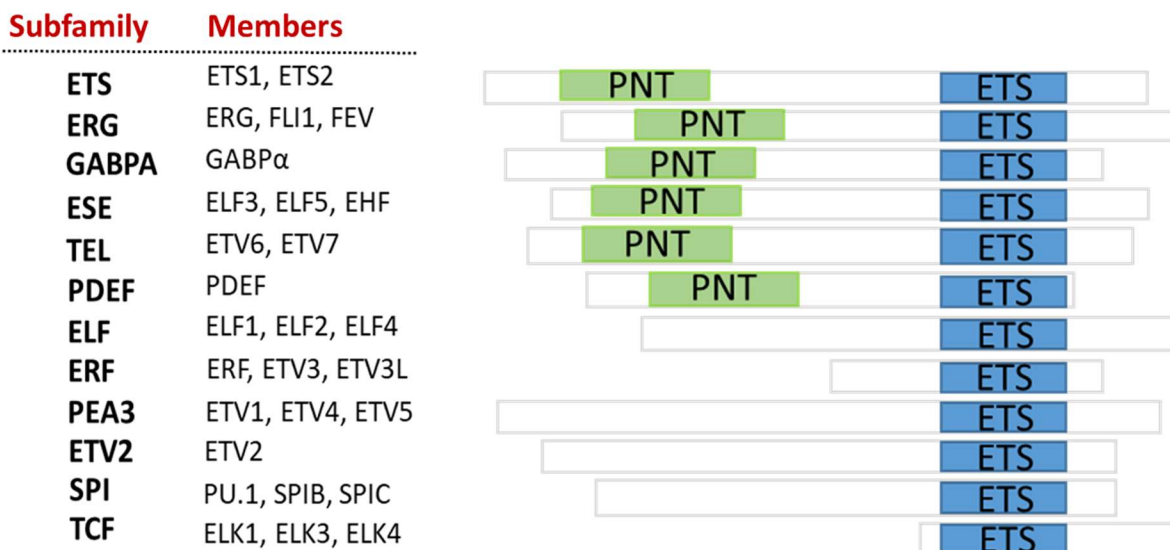 Subfamily Members
ETS ETS1, ETS2 PNT ETS
ERG ERG, FLI1, FEV PNT ETS
GABPA GABPα PNT ETS
ESE ELF3, ELF5, EHF PNT ETS
TEL ETV6, ETV7 PNT ETS
PDEF PDEF PNT ETS
ELF ELF1, ELF2, ELF4 ETS
ERF ERF, ETV3, ETV3L ETS
PEA3 ETV1, ETV4, ETV5 ETS
ETV2 ETV2 ETS
SPI PU.1, SPIB, SPIC ETS
TCF ELK1, ELK3, ELK4 ETS